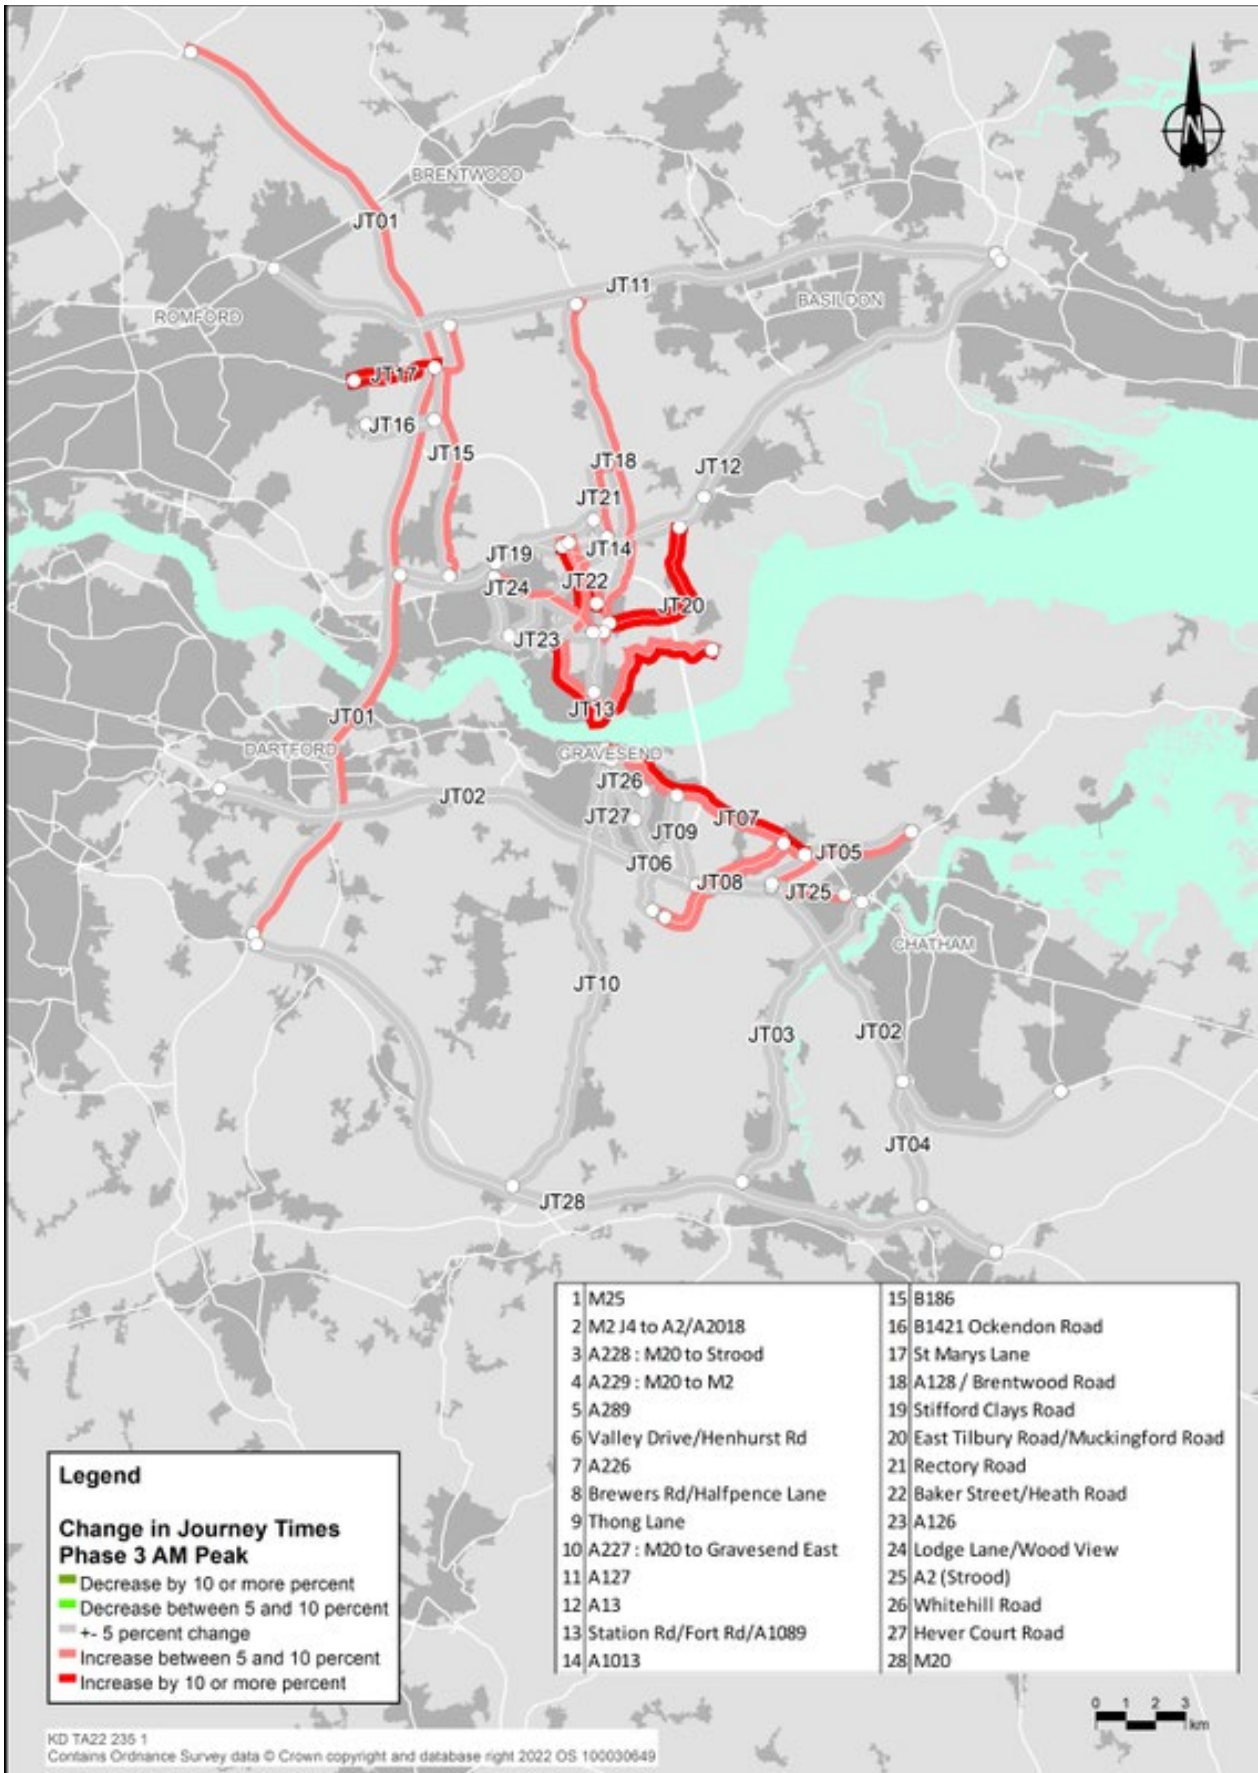 N
BRENTWOOD
JT01
JT11
BASILDON
ROMFORD
JT17
JT16
JT15
JT18
JT12
JT21
JT14
JT19
JT22
JT24
JT20
JT23
JT13
JT01
DARTFORD
GRAVESEND
JT26
JT02
JT27
JT09
JT07
JT05
JT06
JT08
JT25
CHATHAM
JT10
JT03
JT02
JT04
JT28
1 M25
2 M2 J4 to A2/A2018
3 A228 : M20 to Strood
4 A229 : M20 to M2
5 A289
6 Valley Drive/Henhurst Rd
7 A226
8 Brewers Rd/Halfpence Lane
9 Thong Lane
10 A227 : M20 to Gravesend East
11 A127
12 A13
13 Station Rd/Fort Rd/A1089
14 A1013
15 B186
16 B1421 Ockendon Road
17 St Marys Lane
18 A128 / Brentwood Road
19 Stifford Clays Road
20 East Tilbury Road/Muckingford Road
21 Rectory Road
22 Baker Street/Heath Road
23 A126
24 Lodge Lane/Wood View
25 A2 (Strood)
26 Whitehill Road
27 Hever Court Road
28 M20
Legend
Change in Journey Times
Phase 3 AM Peak
Decrease by 10 or more percent
Decrease between 5 and 10 percent
+- 5 percent change
Increase between 5 and 10 percent
Increase by 10 or more percent
0 1 2 3
km
KD TA22 235 1
Contains Ordnance Survey data © Crown copyright and database right 2022 OS 100030649